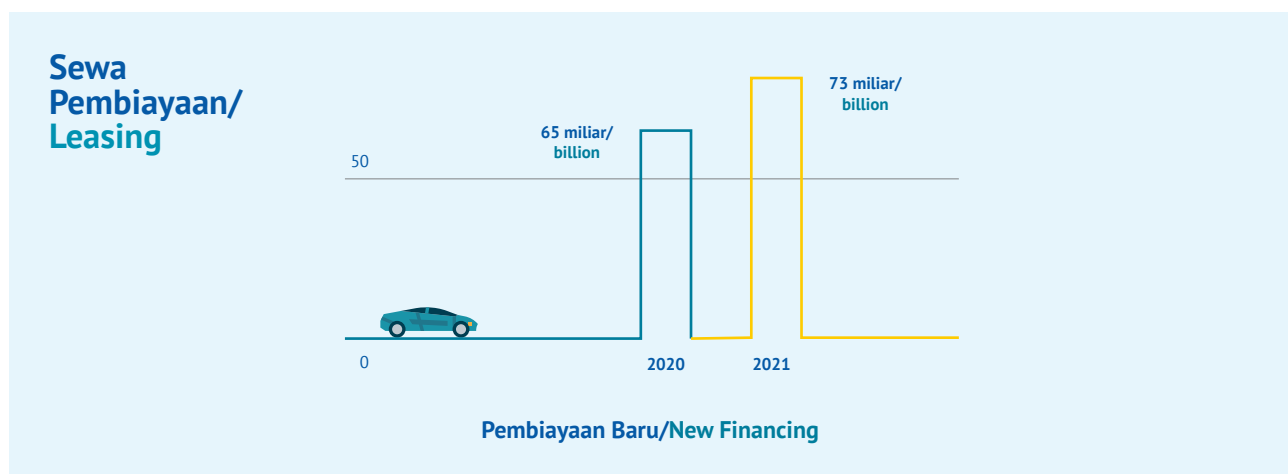 Sewa
Pembiayaan/
Leasing
73 miliar/
billion
65 miliar/
billion
50
0
2020
2021
Pembiayaan Baru/New Financing